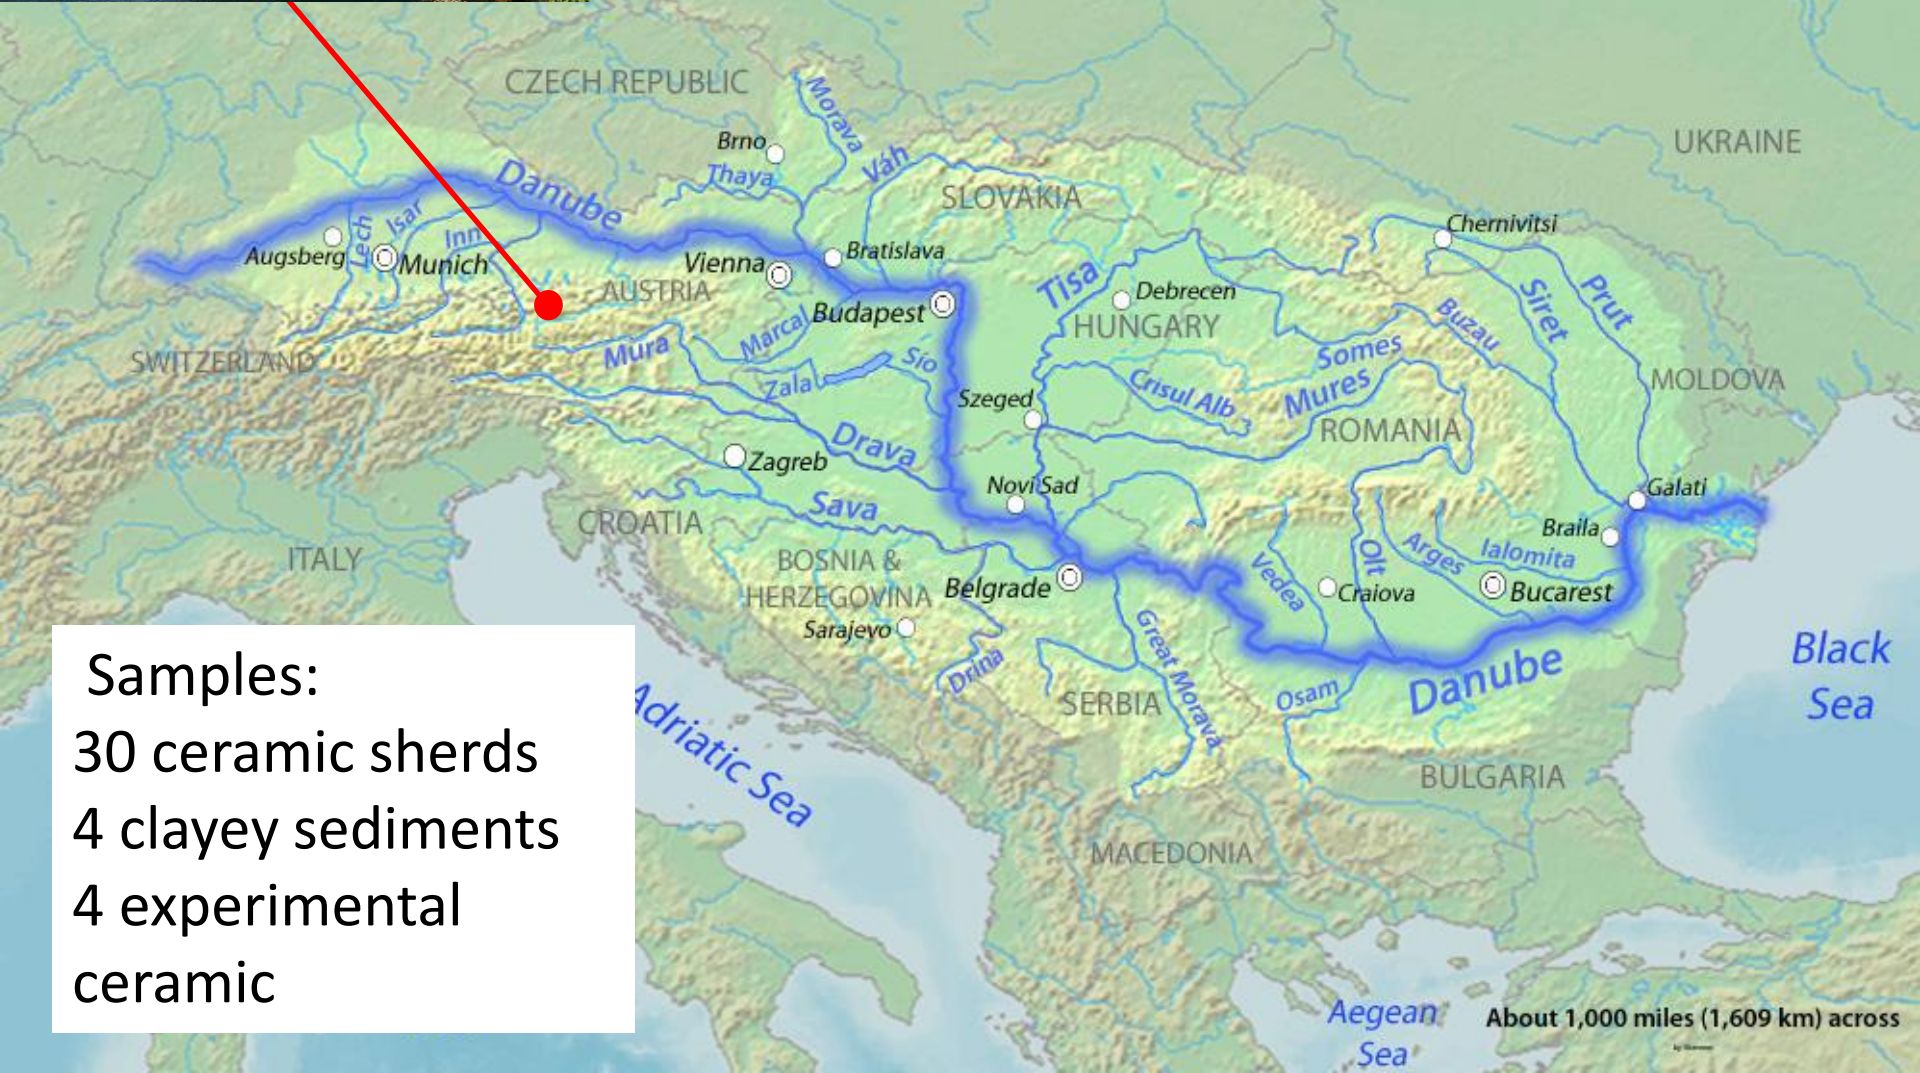 CZECH REPUBLIC
Morava
UKRAINE
Brno
Váh
Thaya
Danube
SLOVAKIA
Lech
Isar
Inn
Chernivitsi
Augsberg
Munich
Vienna
Bratislava
AUSTRIA
Tisa
Debrecen
Prut
Siret
Budapest
Marcal
HUNGARY
Buzau
SWITZERLAND
Mura
Sio
Somes
Zala
Crisul Alb
Mures
MOLDOVA
Szeged
ROMANIA
Drava
Zagreb
Novi Sad
Galati
Sava
CROATIA
Braila
ITALY
BOSNIA &
HERZEGOVINA
Belgrade
Vedea
Olt
Arges
Ialomita
Craiova
Bucarest
Sarajevo
Great Morava
Drina
SERBIA
Osam
Danube
Black
Sea
Samples:
30 ceramic sherds
4 clayey sediments
4 experimental
ceramic
Adriatic Sea
BULGARIA
MACEDONIA
Aegean
Sea
About 1,000 miles (1,609 km) across